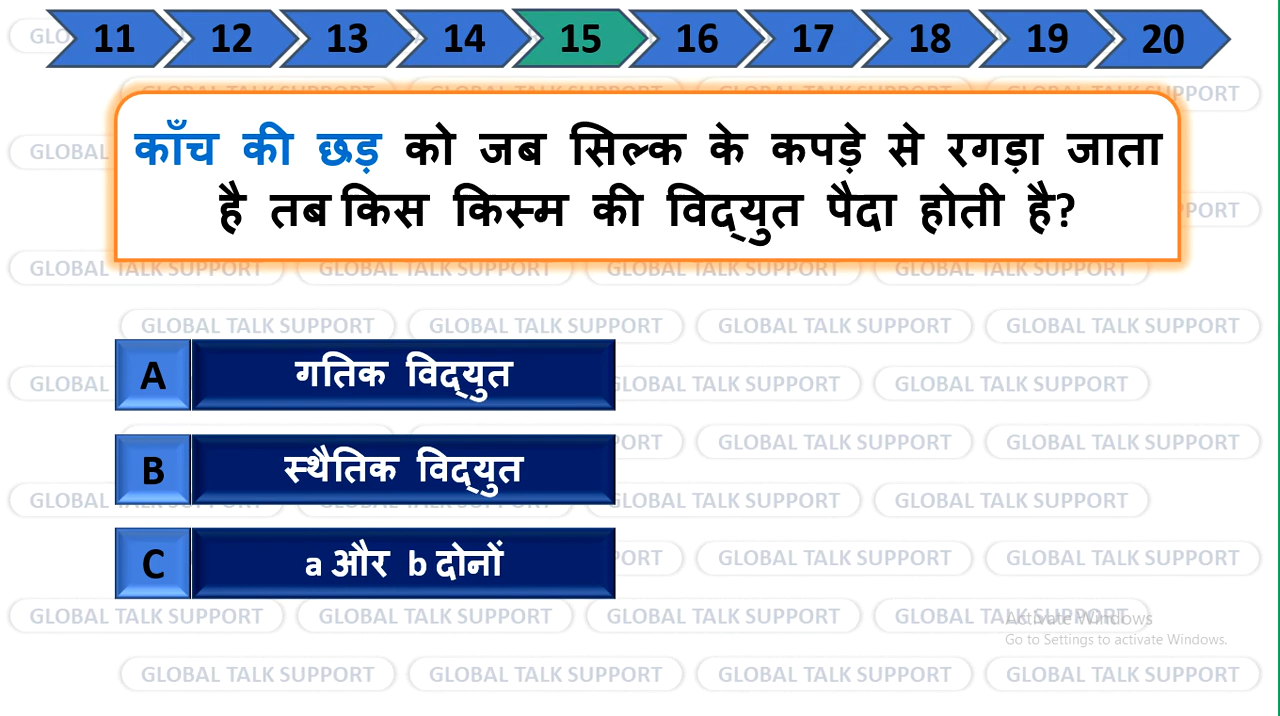 11 12 13 14 15 16 17 18 19 20
काँच की छड़ को जब सिल्क के कपड़े से रगड़ा जाता
है तब किस किस्म की विद्युत पैदा होती है?
A गतिक विद्युत
B स्थैतिक विद्युत
C a और b दोनों
GLOBAL TALK SUPPORT
Activate Windows
Go to Settings to activate Windows.